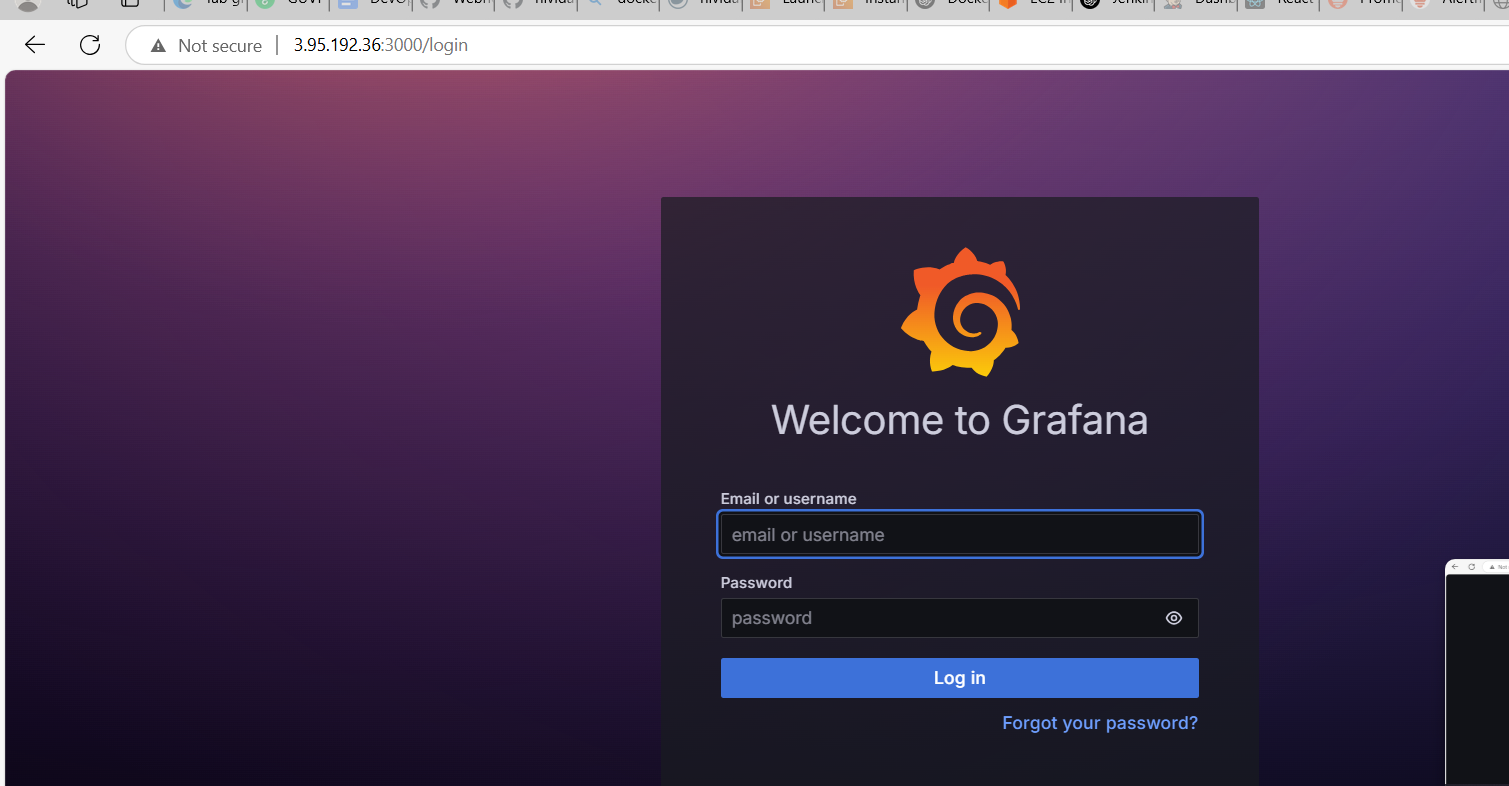 Not secure
3.95.192.36:3000/login
Welcome to Grafana
Email or username
email or username
Password
password
Log in
Forgot your password?